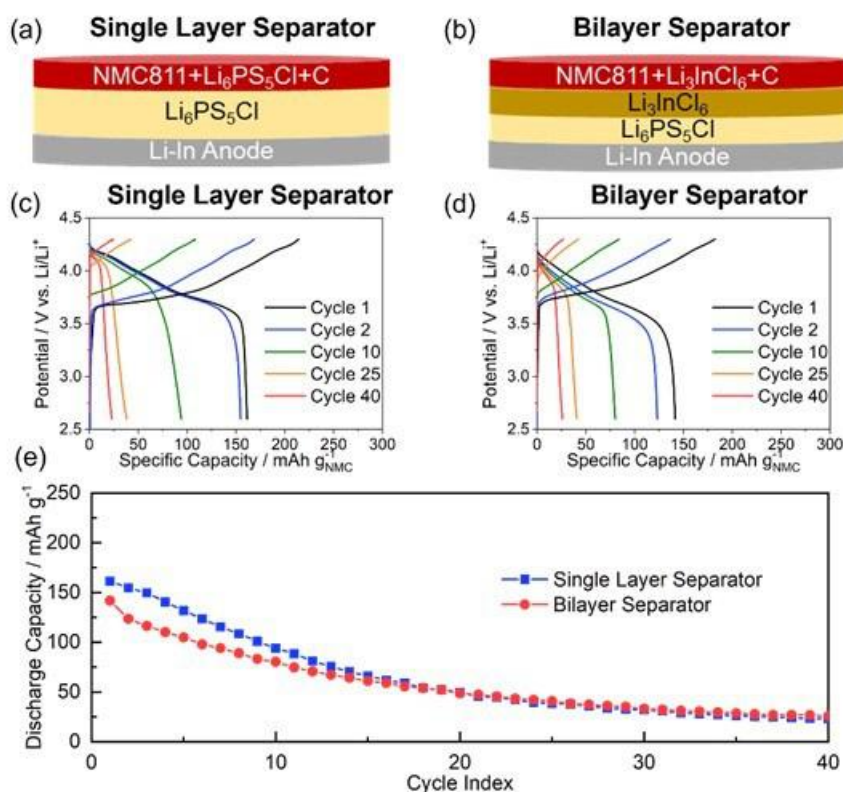 (a) Single Layer Separator
NMC811+Li₆PS₅Cl+C
Li₆PS₅Cl
Li-In Anode
(b) Bilayer Separator
NMC811+Li₃InCl₆+C
Li₃InCl₆
Li₆PS₅Cl
Li-In Anode
(c) Single Layer Separator
4.5
4.0
3.5
3.0
2.5
Potential / V vs. Li/Li⁺
Cycle 1
Cycle 2
Cycle 10
Cycle 25
Cycle 40
0 50 100 150 200 250 300
Specific Capacity / mAh g⁻¹NMC
(d) Bilayer Separator
4.5
4.0
3.5
3.0
2.5
Potential / V vs. Li/Li⁺
Cycle 1
Cycle 2
Cycle 10
Cycle 25
Cycle 40
0 50 100 150 200 250 300
Specific Capacity / mAh g⁻¹NMC
(e)
250
200
150
100
50
0
Discharge Capacity / mAh g⁻¹
Single Layer Separator
Bilayer Separator
0 10 20 30 40
Cycle Index